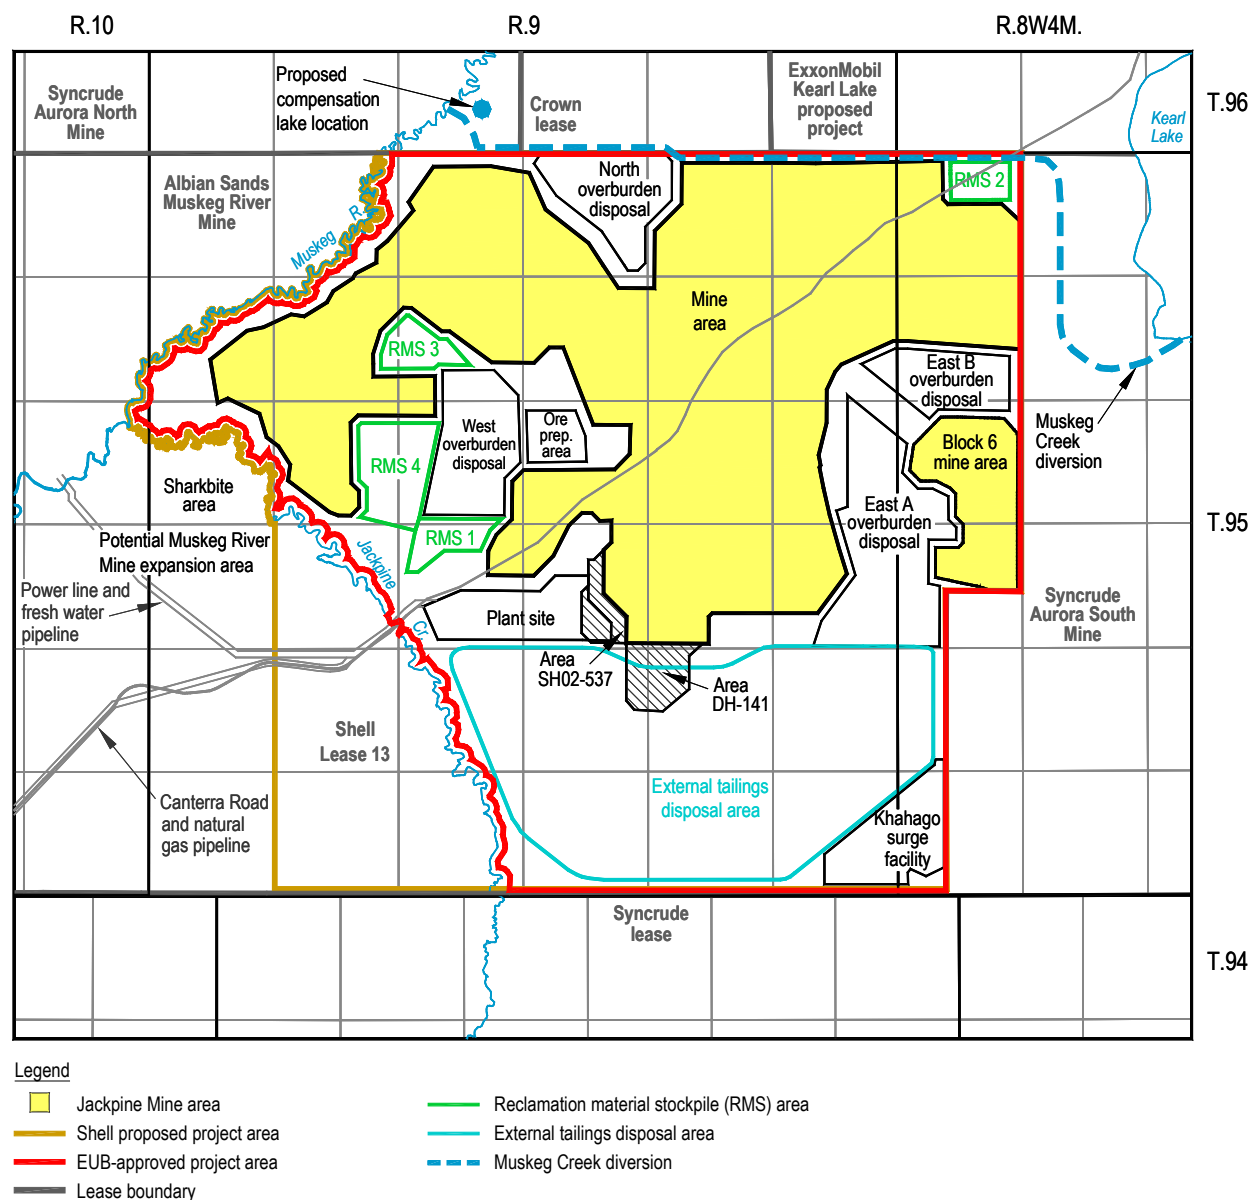 R.10
R.9
R.8W4M.
T.96
T.95
T.94
Syncrude
Aurora North
Mine
Proposed
compensation
lake location
Crown
lease
ExxonMobil
Kearl Lake
proposed
project
Kearl
Lake
Albian Sands
Muskeg River
Mine
Muskeg R.
North
overburden
disposal
RMS 2
Mine
area
RMS 3
East B
overburden
disposal
Muskeg
Creek
diversion
West
overburden
disposal
Ore
prep.
area
Block 6
mine area
RMS 4
Sharkbite
area
East A
overburden
disposal
RMS 1
Potential Muskeg River
Mine expansion area
Jackpine Cr.
Power line and
fresh water
pipeline
Plant site
Syncrude
Aurora South
Mine
Area
SH02-537
Area
DH-141
Shell
Lease 13
External tailings
disposal area
Canterra Road
and natural
gas pipeline
Khahago
surge
facility
Syncrude
lease
Legend
Jackpine Mine area
Shell proposed project area
EUB-approved project area
Lease boundary
Reclamation material stockpile (RMS) area
External tailings disposal area
Muskeg Creek diversion